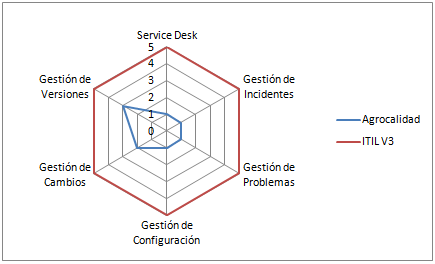 Service Desk
5
4
3
2
1
0
Gestión de
Incidentes
Gestión de
Problemas
Gestión de
Configuración
Gestión de
Cambios
Gestión de
Versiones
Agrocalidad
ITIL V3